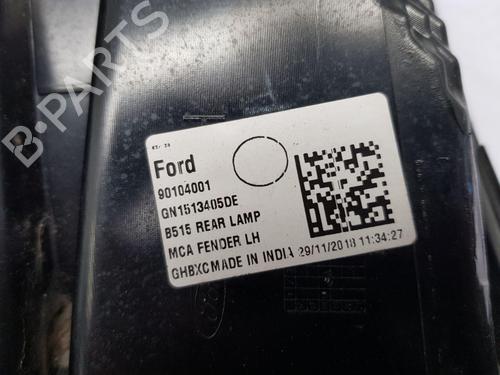 B-PARTS
Ford
90104001
GN1513405DE
B515 REAR LAMP
MCA FENDER LH
GHBXCMADE IN INDIA 29/11/2018 11:34:27